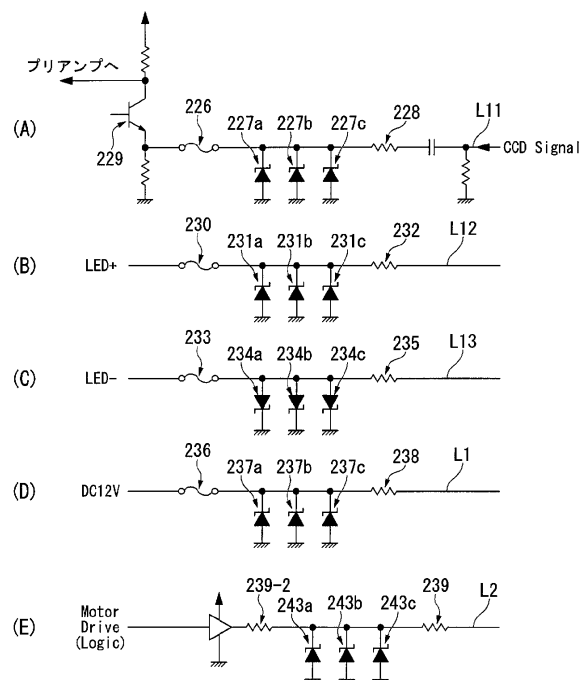 プリアンプへ
(A)
229
226
227a
227b
227c
228
L11
CCD Signal
(B)
LED+
230
231a
231b
231c
232
L12
(C)
LED-
233
234a
234b
234c
235
L13
(D)
DC12V
236
237a
237b
237c
238
L1
(E)
Motor
Drive
(Logic)
239-2
243a
243b
243c
239
L2